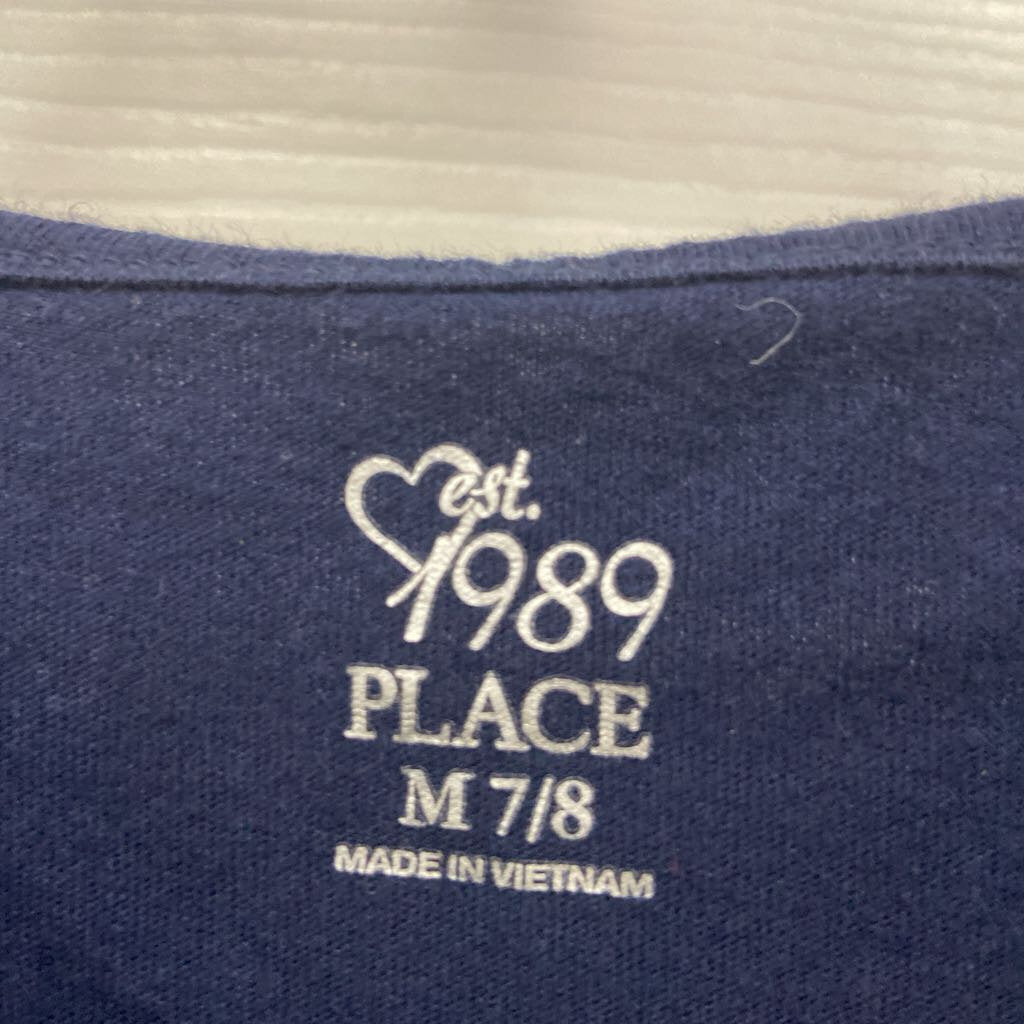 est.
1989
PLACE
M 7/8
MADE IN VIETNAM